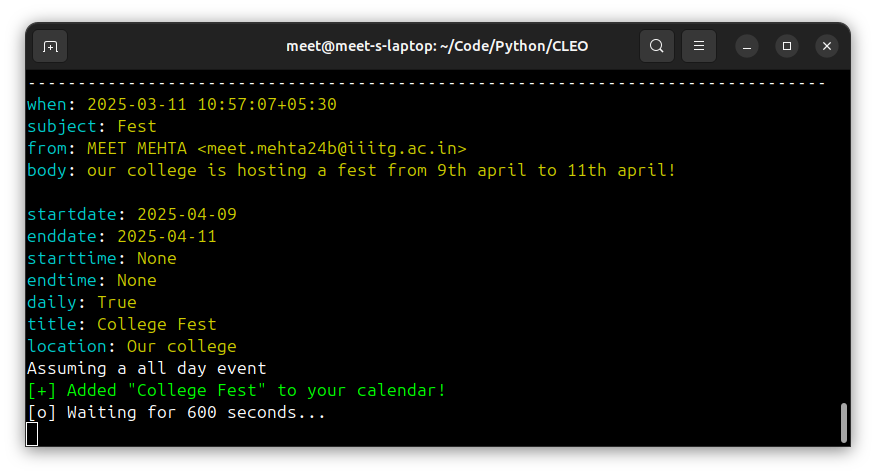 meet@meet-s-laptop: ~/Code/Python/CLEO
--------------------------------------------------------------------------------
when: 2025-03-11 10:57:07+05:30
subject: Fest
from: MEET MEHTA <meet.mehta24b@iiitg.ac.in>
body: our college is hosting a fest from 9th april to 11th april!
startdate: 2025-04-09
enddate: 2025-04-11
starttime: None
endtime: None
daily: True
title: College Fest
location: Our college
Assuming a all day event
[+] Added "College Fest" to your calendar!
[o] Waiting for 600 seconds...